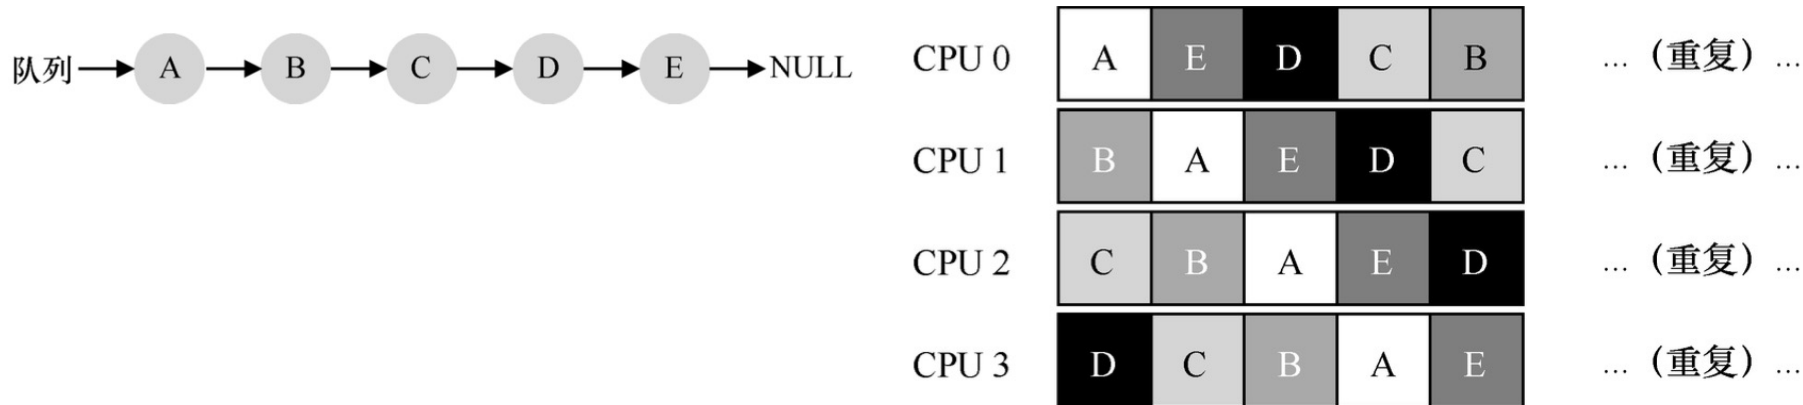 队列 A B C D E NULL
CPU 0 A E D C B … （重复） …
CPU 1 B A E D C … （重复） …
CPU 2 C B A E D … （重复） …
CPU 3 D C B A E … （重复） …